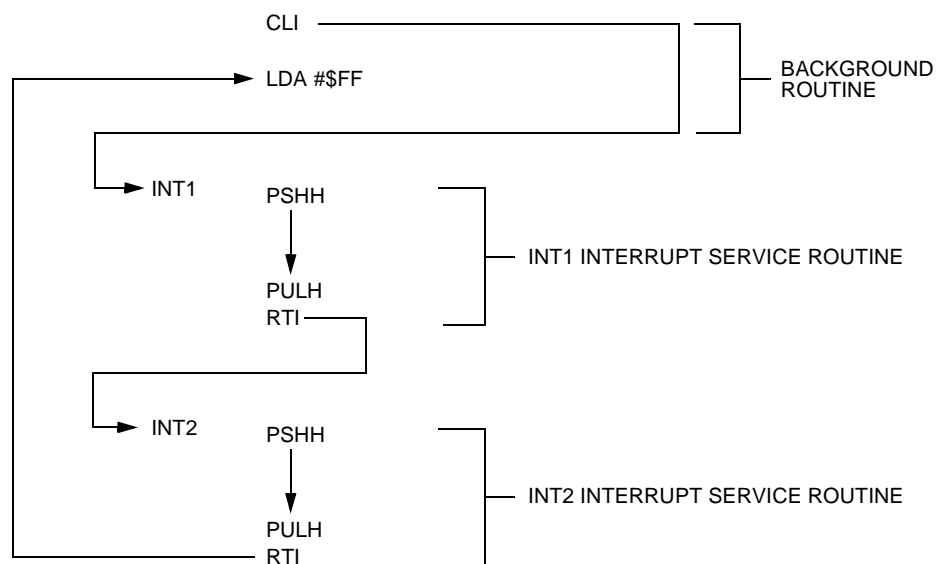 CLI
LDA #$FF
BACKGROUND
ROUTINE
INT1
PSHH
INT1 INTERRUPT SERVICE ROUTINE
PULH
RTI
INT2
PSHH
INT2 INTERRUPT SERVICE ROUTINE
PULH
RTI